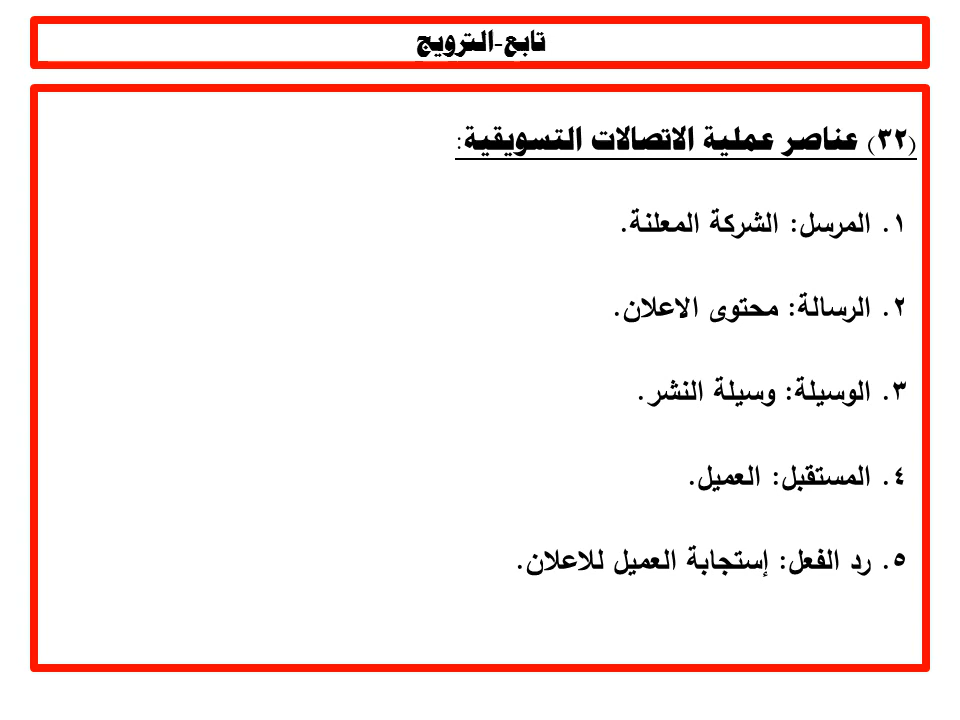 تابع-الترويج
(٣٢) عناصر عملية الاتصالات التسويقية:
١. المرسل: الشركة المعلنة.
٢. الرسالة: محتوى الاعلان.
٣. الوسيلة: وسيلة النشر.
٤. المستقبل: العميل.
٥. رد الفعل: إستجابة العميل للاعلان.